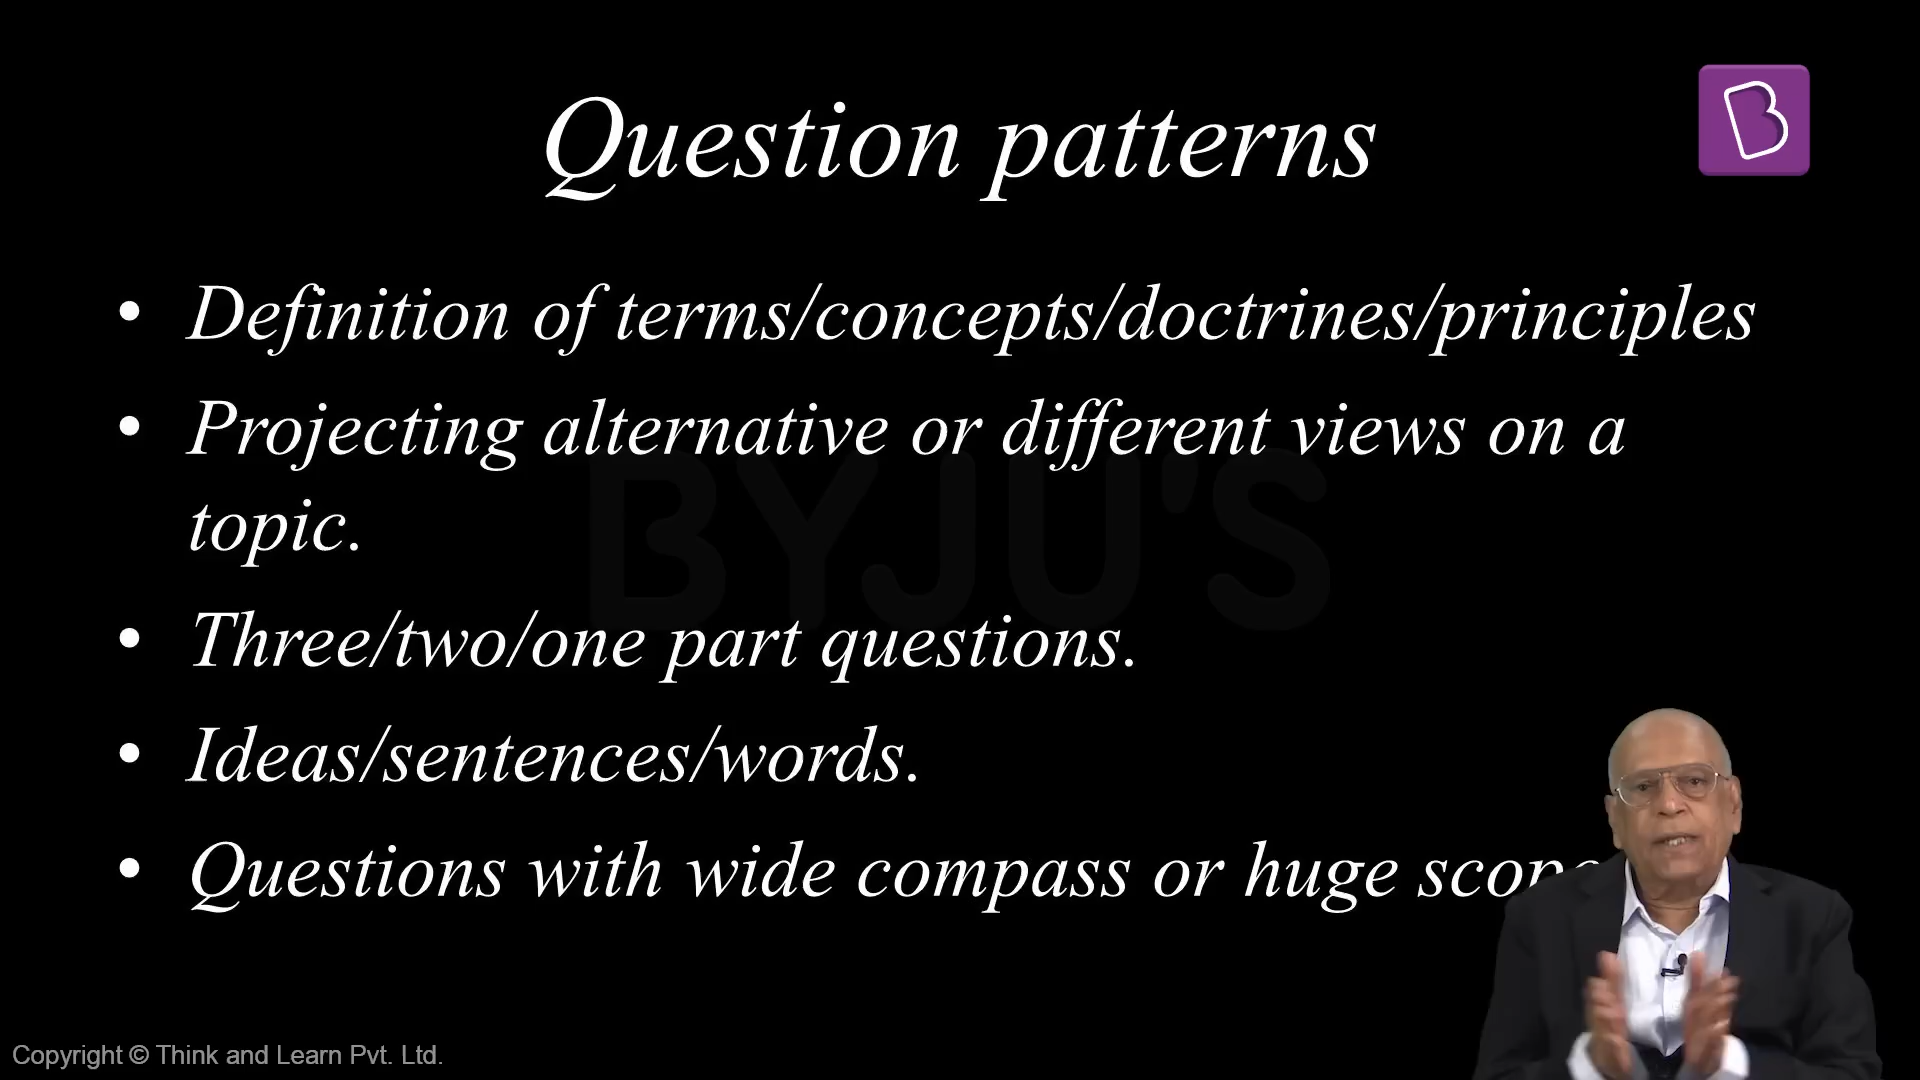 Question patterns
• Definition of terms/concepts/doctrines/principles
• Projecting alternative or different views on a
topic.
• Three/two/one part questions.
• Ideas/sentences/words.
• Questions with wide compass or huge
BYJU'S
Copyright © Think and Learn Pvt. Ltd.